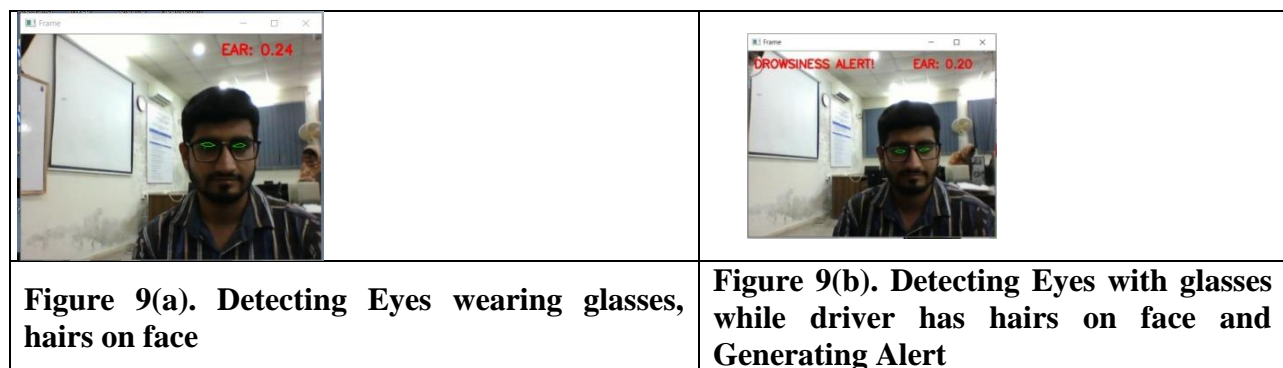 Frame
EAR: 0.24
Frame
DROWSINESS ALERT!
EAR: 0.20
Figure 9(a). Detecting Eyes wearing glasses,
hairs on face
Figure 9(b). Detecting Eyes with glasses
while driver has hairs on face and
Generating Alert